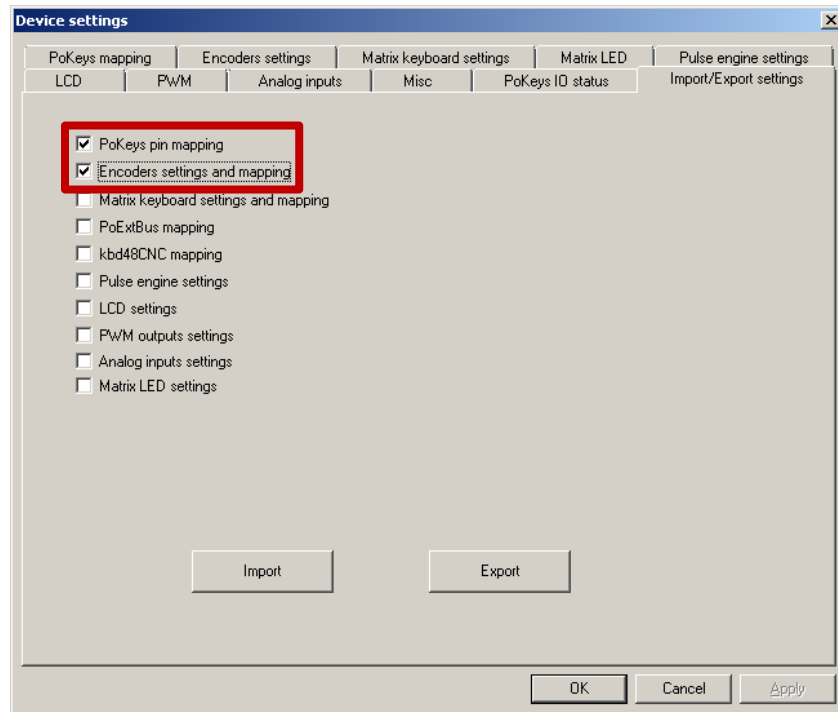 Device settings
PoKeys mapping Encoders settings Matrix keyboard settings Matrix LED Pulse engine settings
LCD PWM Analog inputs Misc PoKeys IO status Import/Export settings
PoKeys pin mapping
Encoders settings and mapping
Matrix keyboard settings and mapping
PoExtBus mapping
kbd48CNC mapping
Pulse engine settings
LCD settings
PWM outputs settings
Analog inputs settings
Matrix LED settings
Import Export
OK Cancel Apply